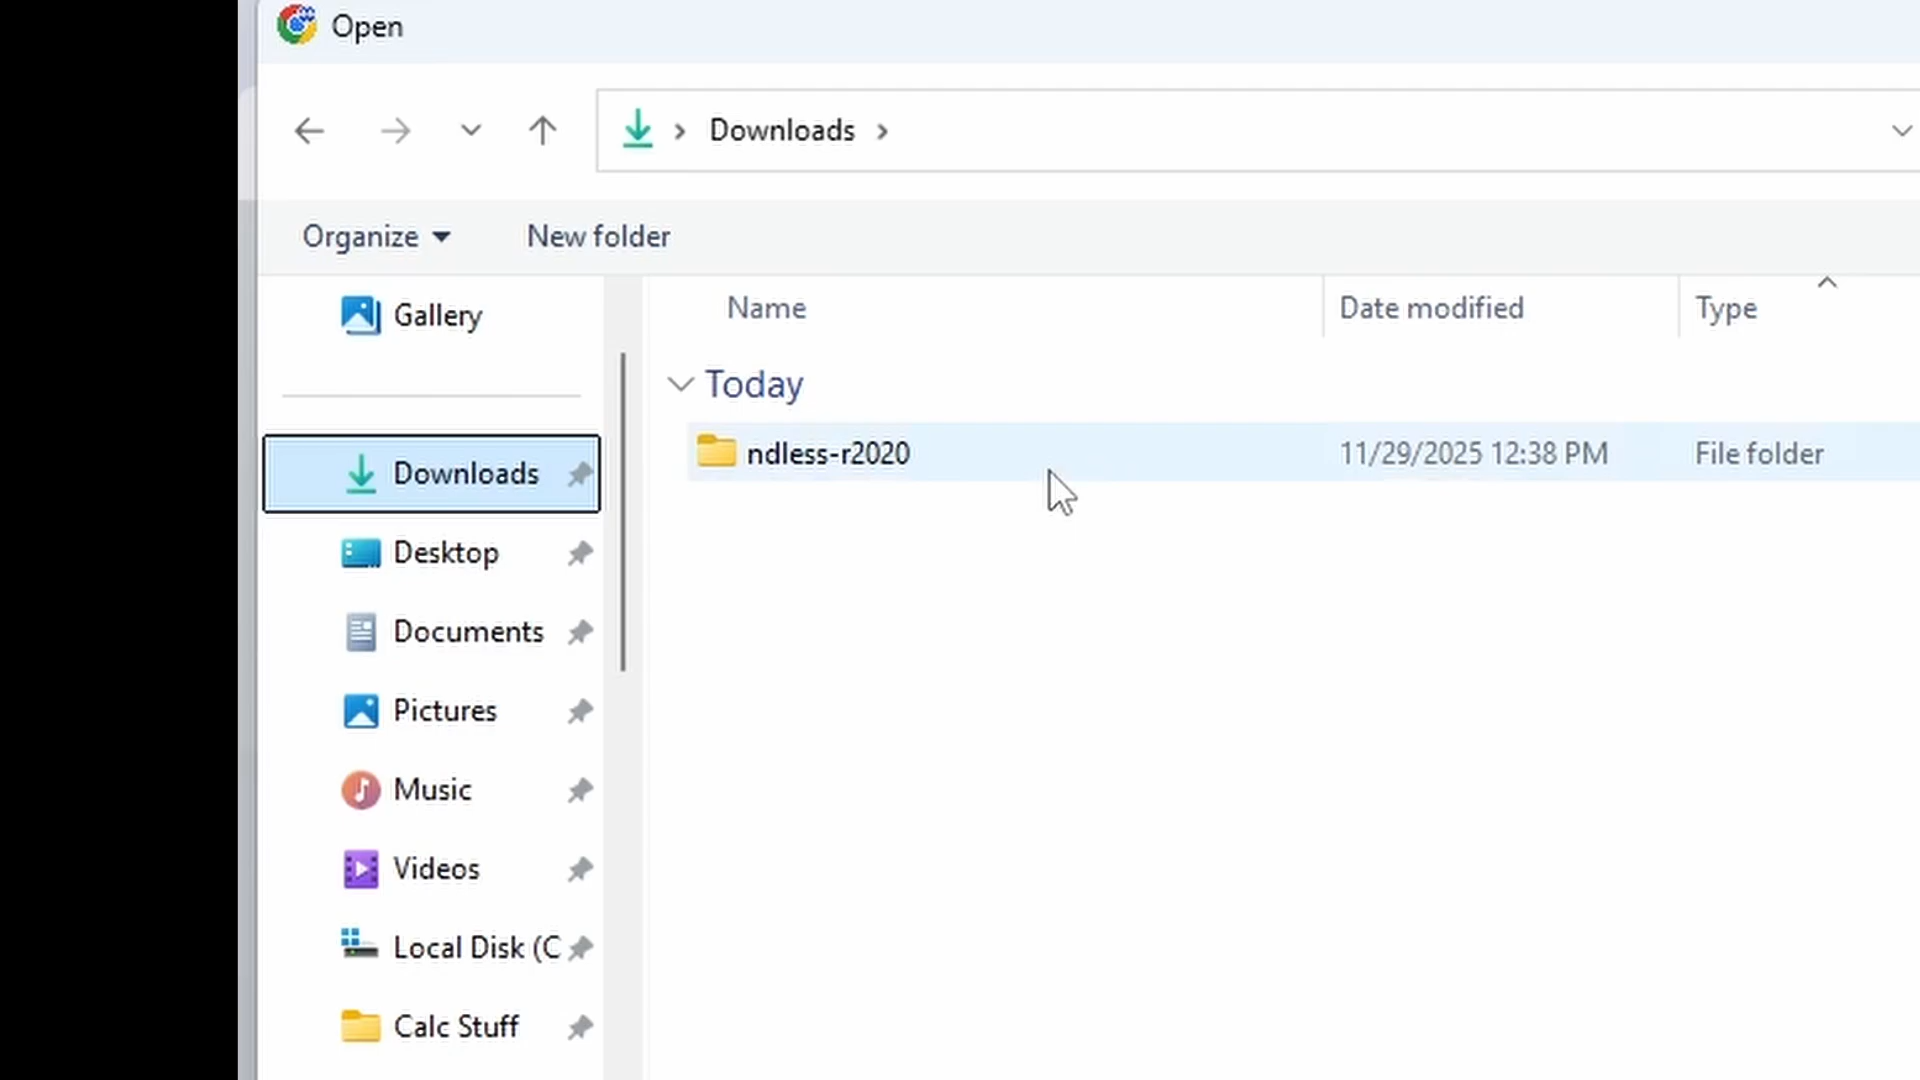 Open
Downloads
Organize
New folder
Gallery
Name
Date modified
Type
Today
ndless-r2020
11/29/2025 12:38 PM
File folder
Downloads
Desktop
Documents
Pictures
Music
Videos
Local Disk (C
Calc Stuff